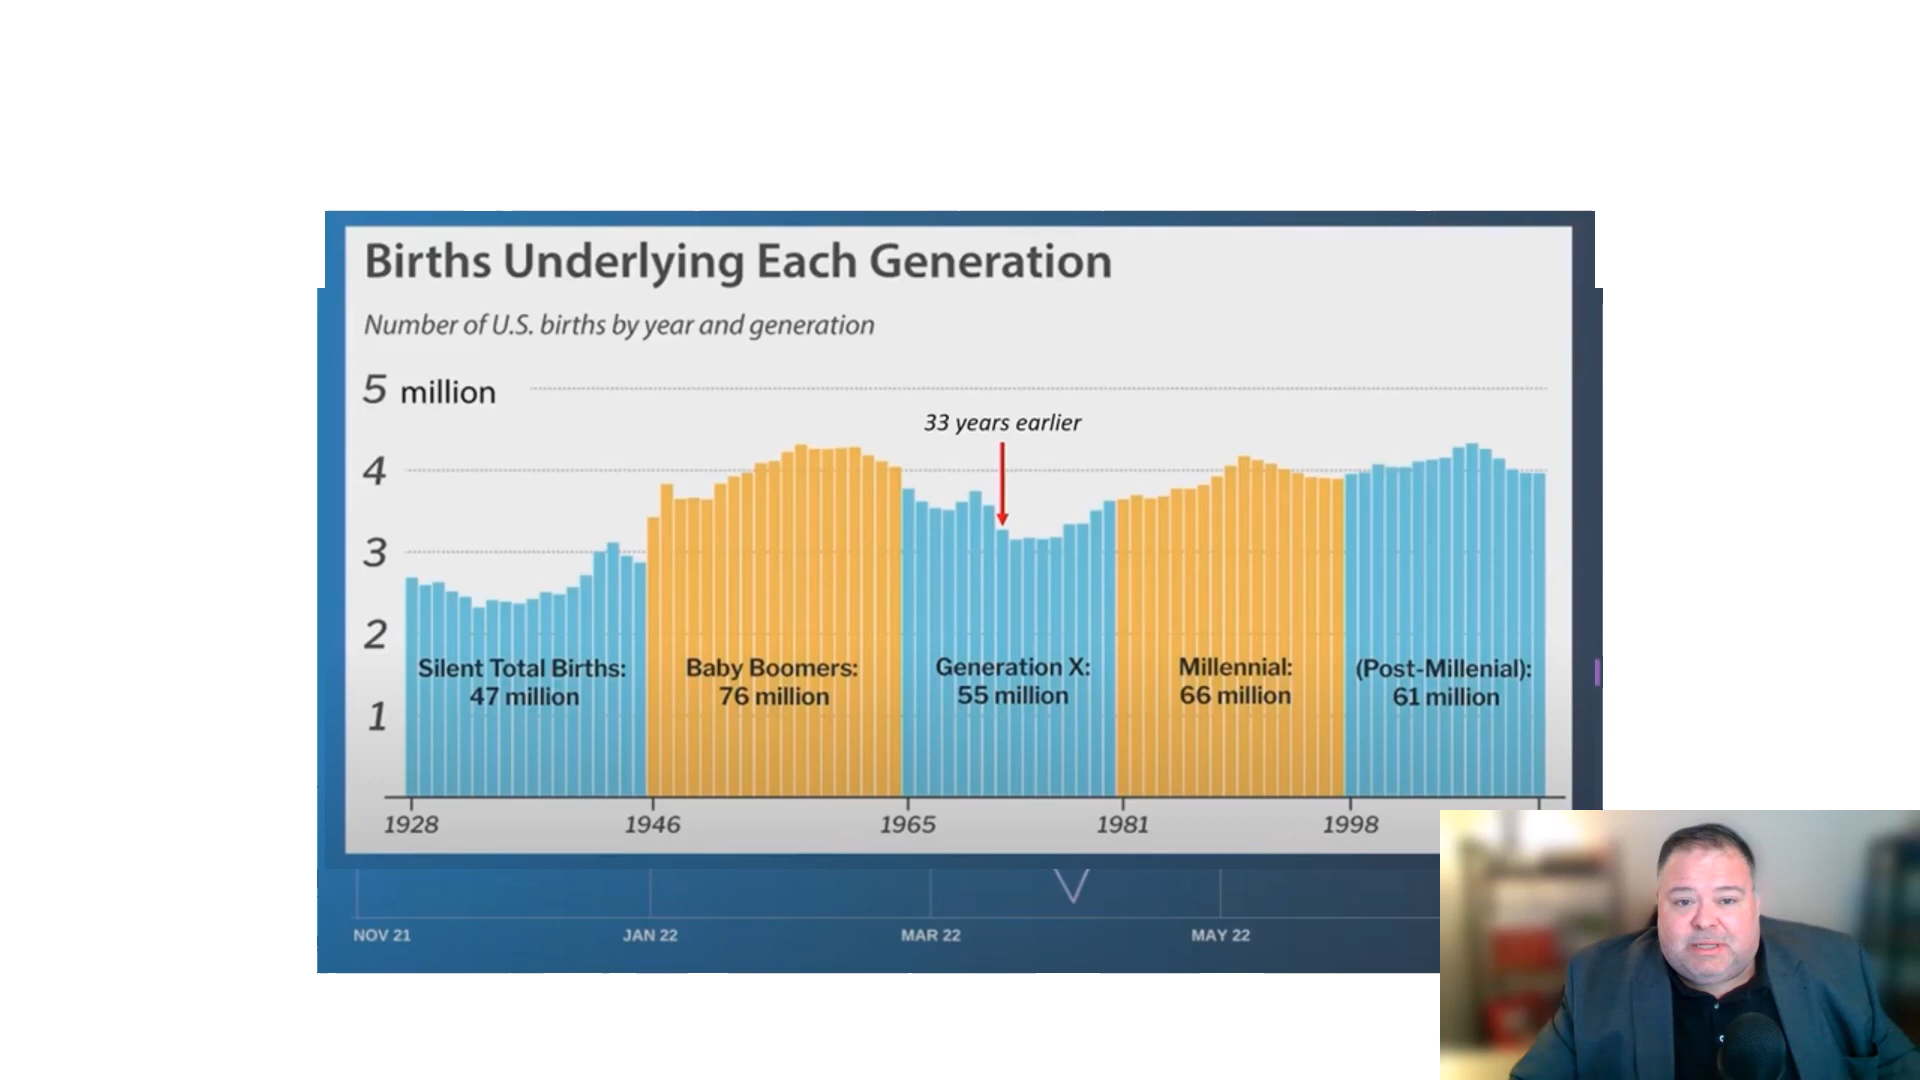 Births Underlying Each Generation
Number of U.S. births by year and generation
5 million
33 years earlier
4
3
2
Silent Total Births:
47 million
Baby Boomers:
76 million
Generation X:
55 million
Millennial:
66 million
(Post-Millenial):
61 million
1
1928 1946 1965 1981 1998
NOV 21 JAN 22 MAR 22 MAY 22